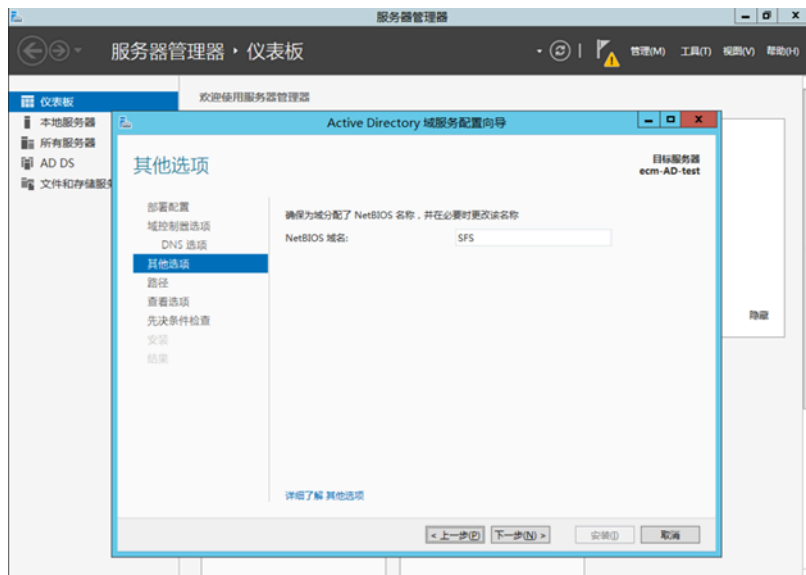 服务器管理器
服务器管理器 · 仪表板
管理(M) 工具(T) 视图(V) 帮助(H)
仪表板
本地服务器
所有服务器
AD DS
文件和存储服务
欢迎使用服务器管理器
Active Directory 域服务配置向导
其他选项
目标服务器
ecm-AD-test
部署配置
域控制器选项
DNS 选项
其他选项
路径
查看选项
先决条件检查
安装
结果
确保为域分配了 NetBIOS 名称，并在必要时更改该名称
NetBIOS 域名: SFS
详细了解 其他选项
隐藏
< 上一步(P) 下一步(N) > 安装(I) 取消